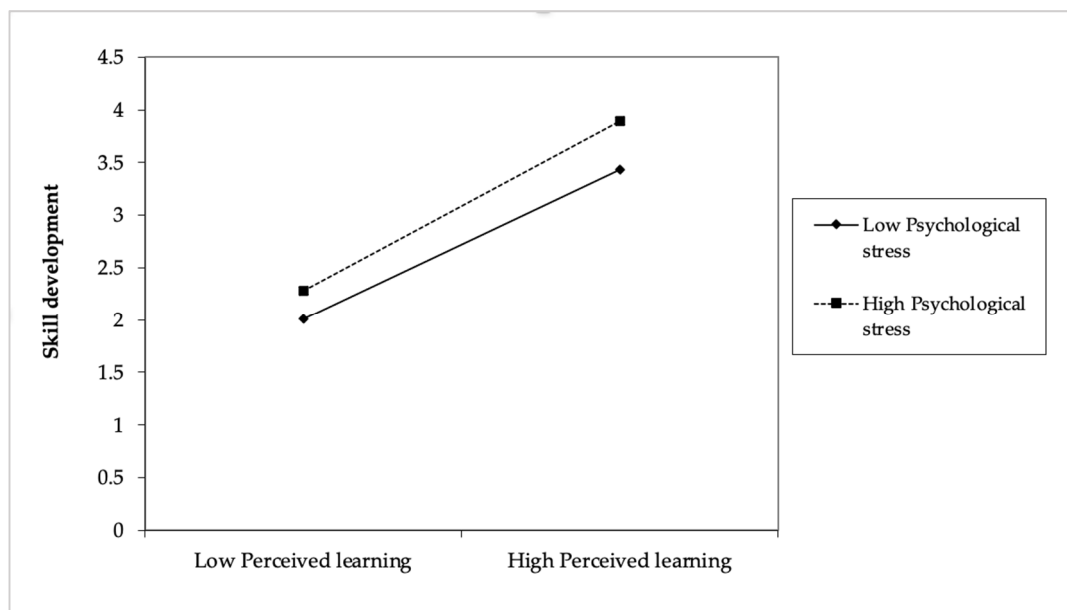 4.5
4
3.5
3
2.5
2
1.5
1
0.5
0
Skill development
Low Perceived learning
High Perceived learning
Low Psychological
stress
High Psychological
stress